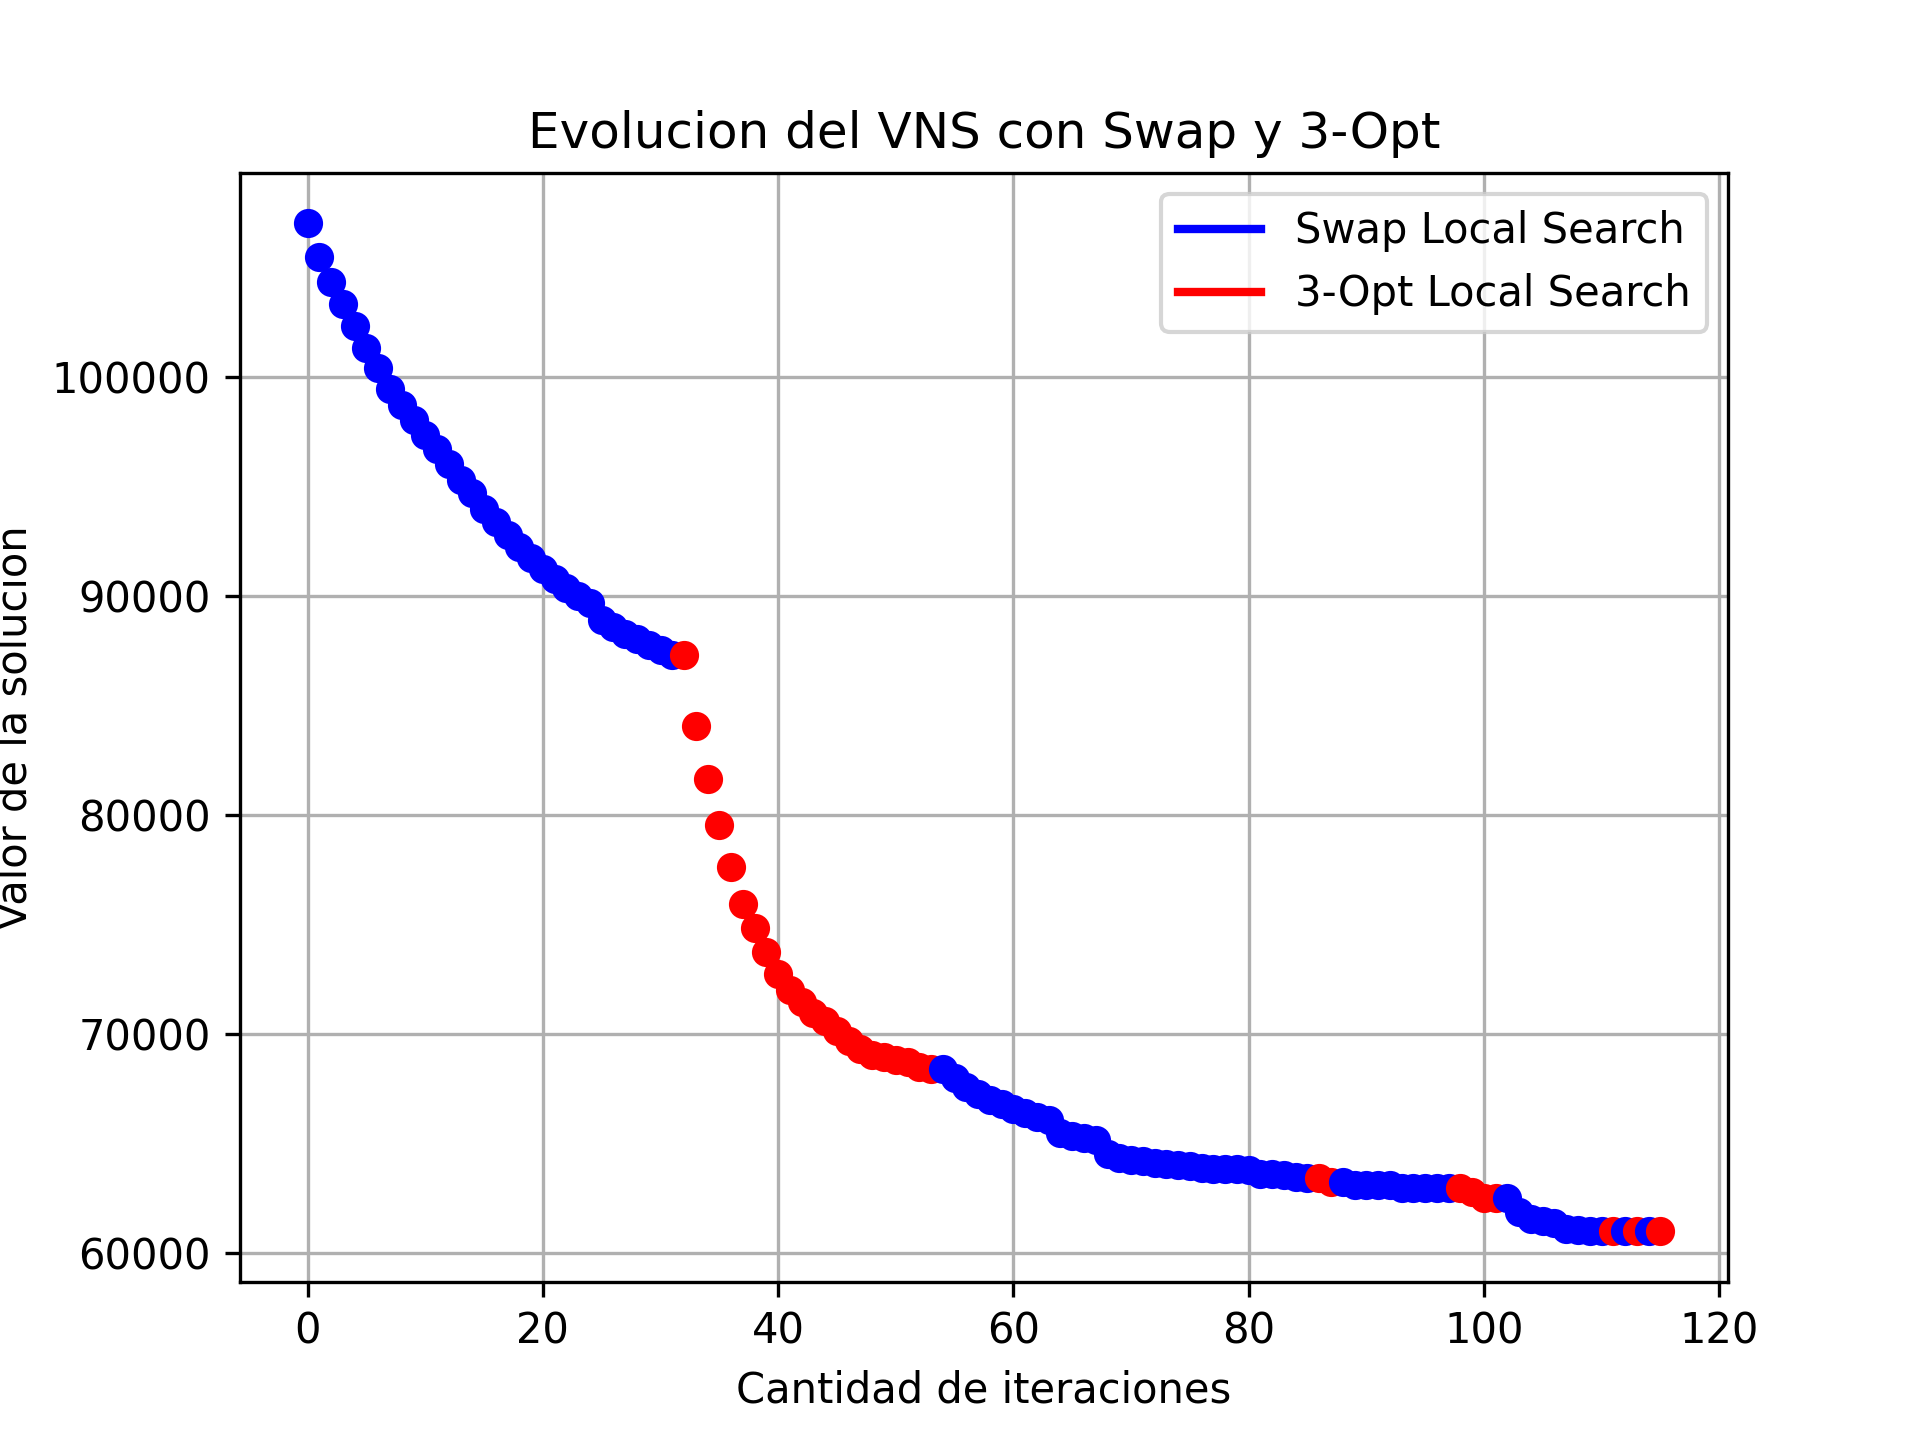 Evolucion del VNS con Swap y 3-Opt
Swap Local Search
3-Opt Local Search
Valor de la solucion
100000
90000
80000
70000
60000
0 20 40 60 80 100 120
Cantidad de iteraciones